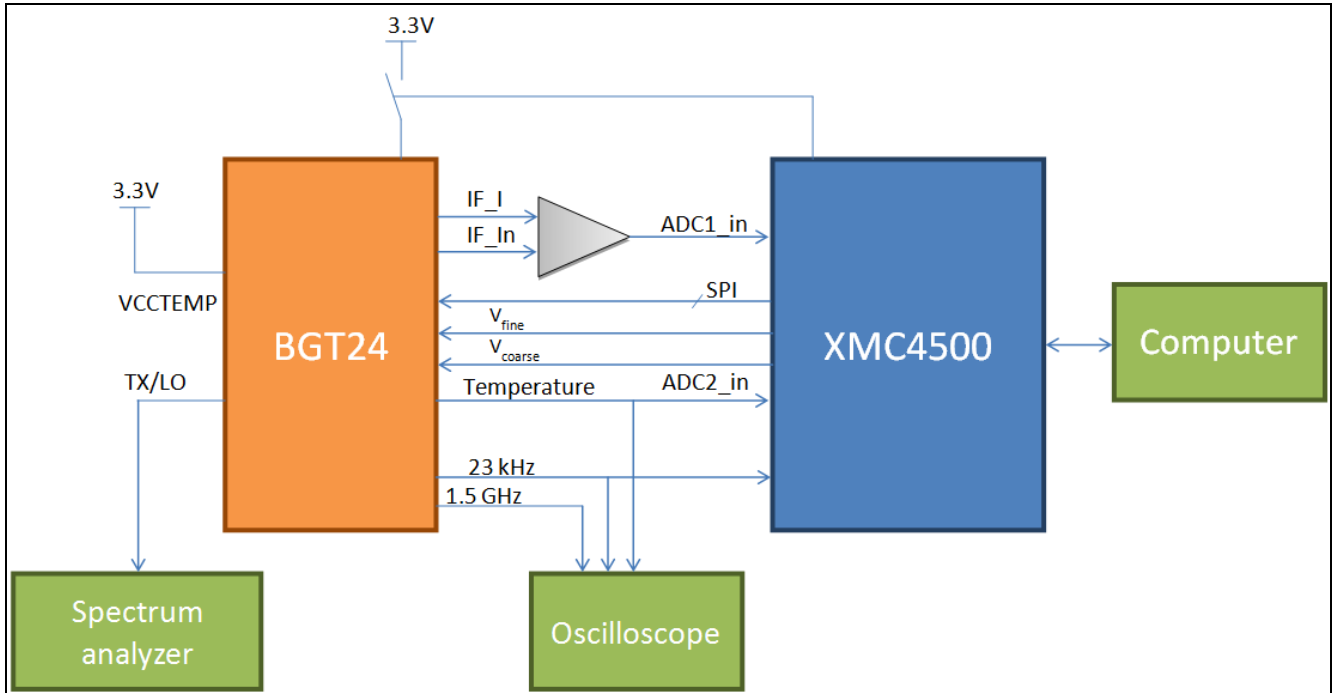 3.3V
3.3V
IF_I
IF_In
ADC1_in
SPI
VCCTEMP
BGT24
Vfine
Vcoarse
XMC4500
Computer
TX/LO
Temperature
ADC2_in
23 kHz
1.5 GHz
Spectrum
analyzer
Oscilloscope